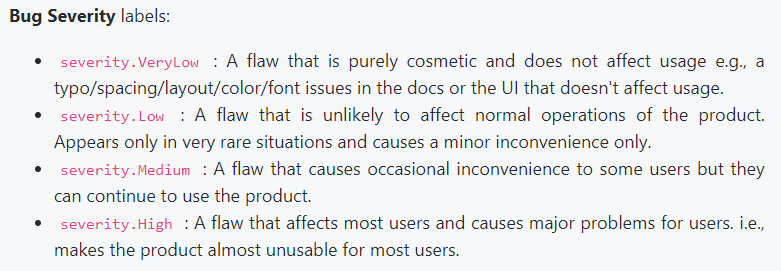 Bug Severity labels:
• severity.VeryLow : A flaw that is purely cosmetic and does not affect usage e.g., a
typo/spacing/layout/color/font issues in the docs or the UI that doesn't affect usage.
• severity.Low : A flaw that is unlikely to affect normal operations of the product.
Appears only in very rare situations and causes a minor inconvenience only.
• severity.Medium : A flaw that causes occasional inconvenience to some users but they
can continue to use the product.
• severity.High : A flaw that affects most users and causes major problems for users. i.e.,
makes the product almost unusable for most users.